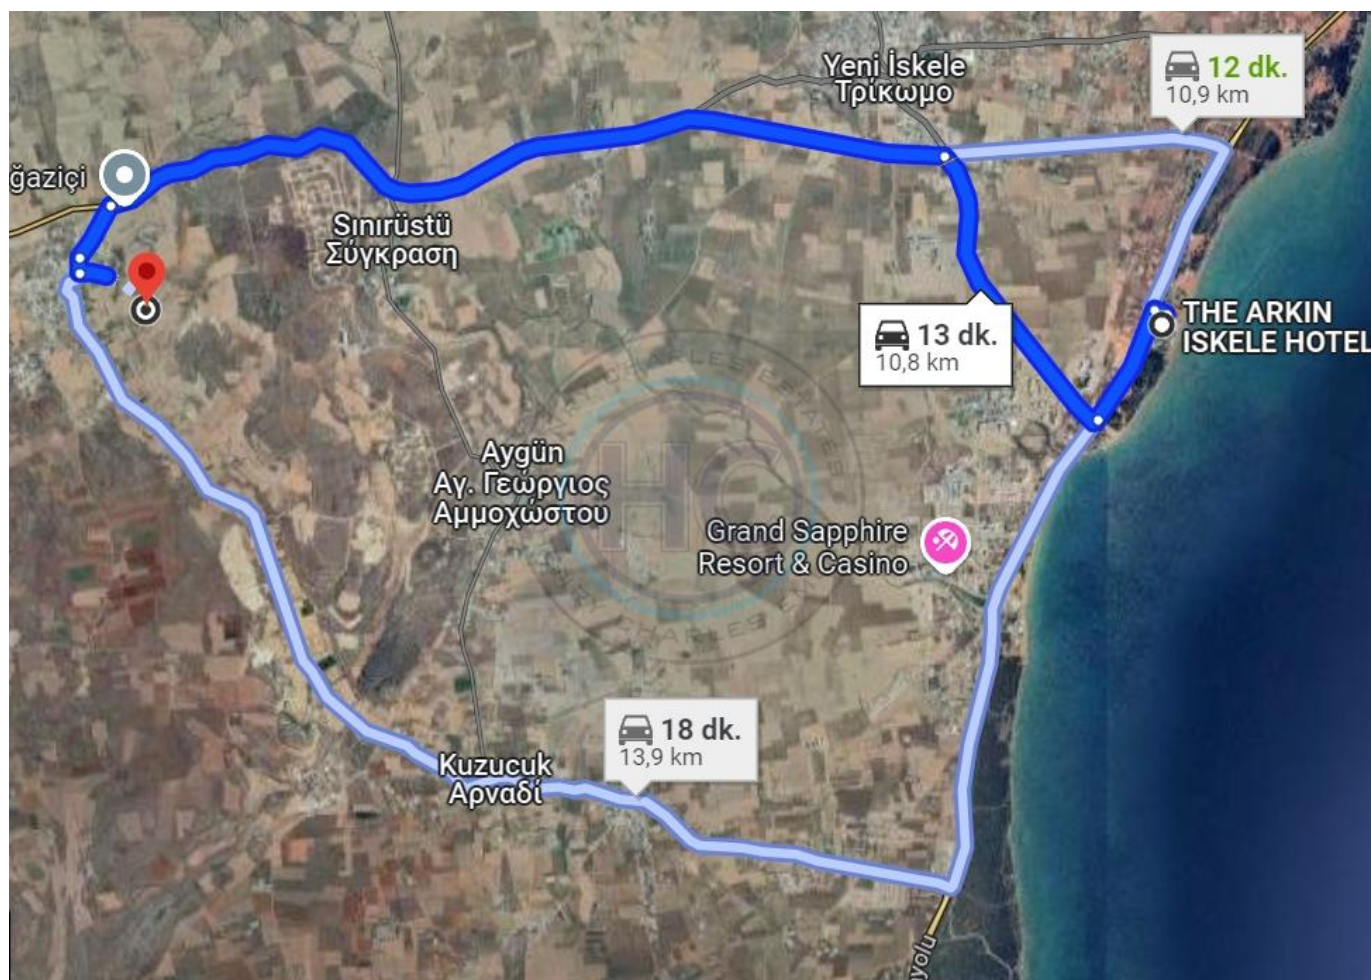 Yeni İskele
Τρίκωμο
12 dk.
10,9 km
ğaziçi
Sınırüstü
Σύγκραση
THE ARKIN
ISKELE HOTEL
13 dk.
10,8 km
Aygün
Αγ. Γεώργιος
Αμμοχώστου
Grand Sapphire
Resort & Casino
18 dk.
13,9 km
Kuzucuk
Αρναδί
yolu
CHARLES